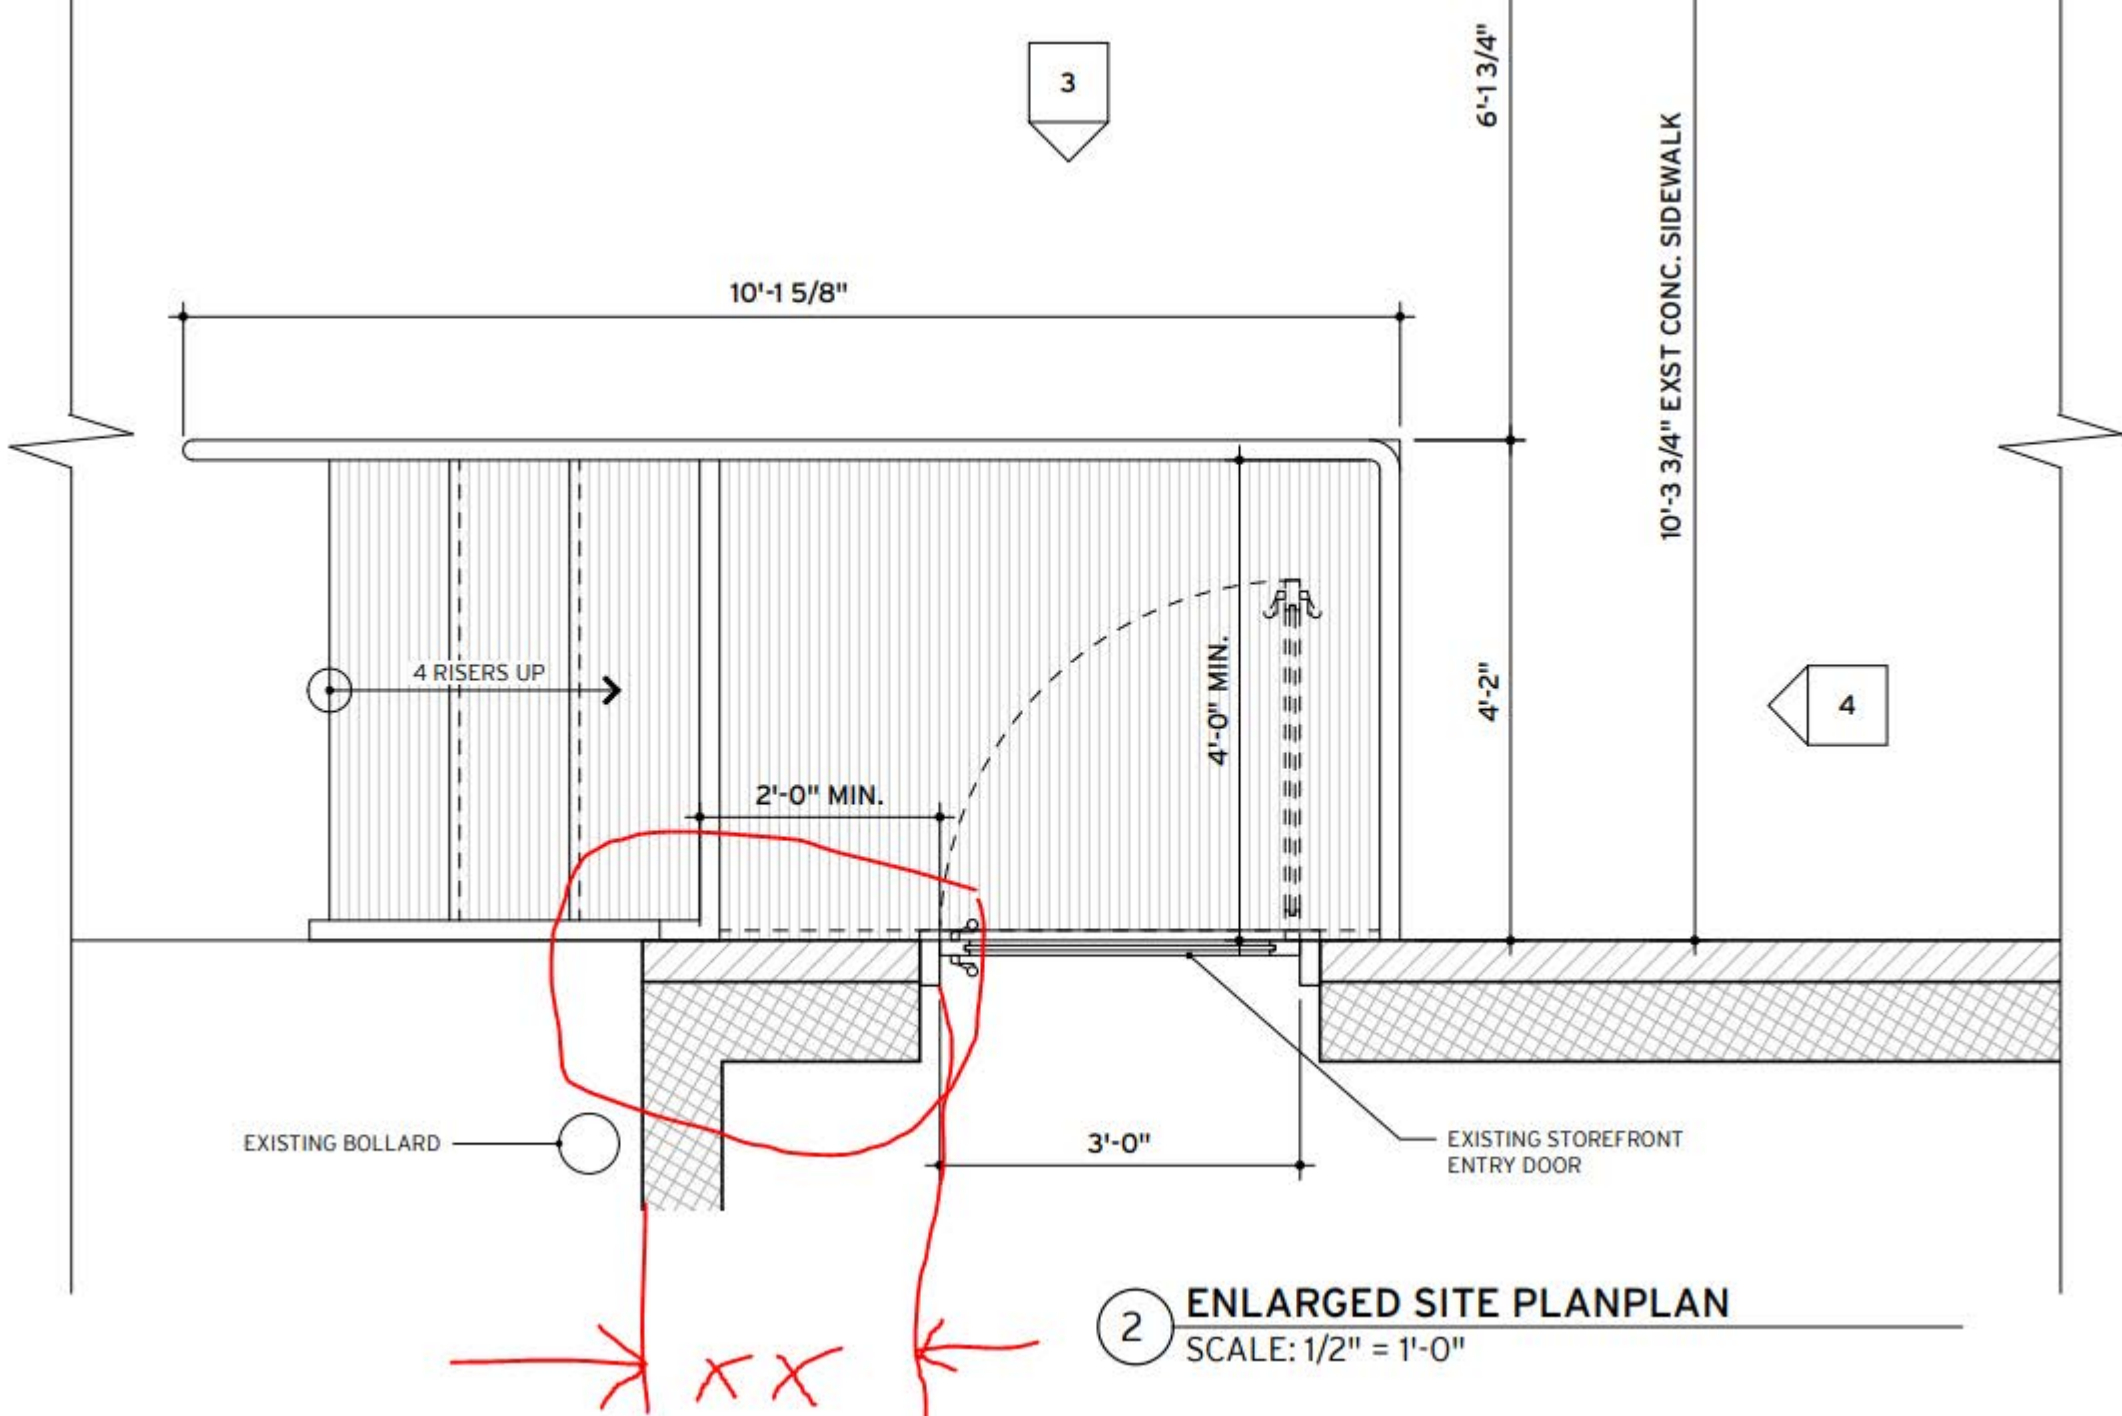 6'-1 3/4"
3
10'-3 3/4" EXST CONC. SIDEWALK
10'-1 5/8"
4 RISERS UP
4'-0" MIN.
4'-2"
4
2'-0" MIN.
EXISTING BOLLARD
3'-0"
EXISTING STOREFRONT
ENTRY DOOR
2
ENLARGED SITE PLANPLAN
SCALE: 1/2" = 1'-0"
XX